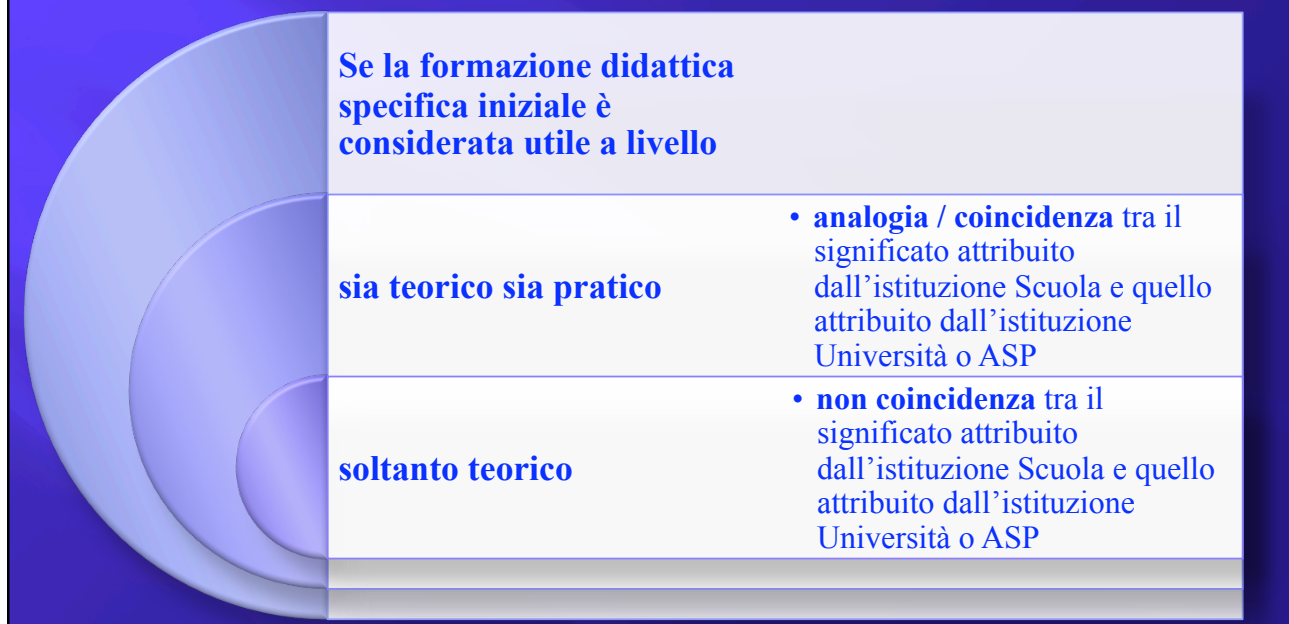 Se la formazione didattica
specifica iniziale è
considerata utile a livello
sia teorico sia pratico
• analogia / coincidenza tra il
significato attribuito
dall’istituzione Scuola e quello
attribuito dall’istituzione
Università o ASP
soltanto teorico
• non coincidenza tra il
significato attribuito
dall’istituzione Scuola e quello
attribuito dall’istituzione
Università o ASP